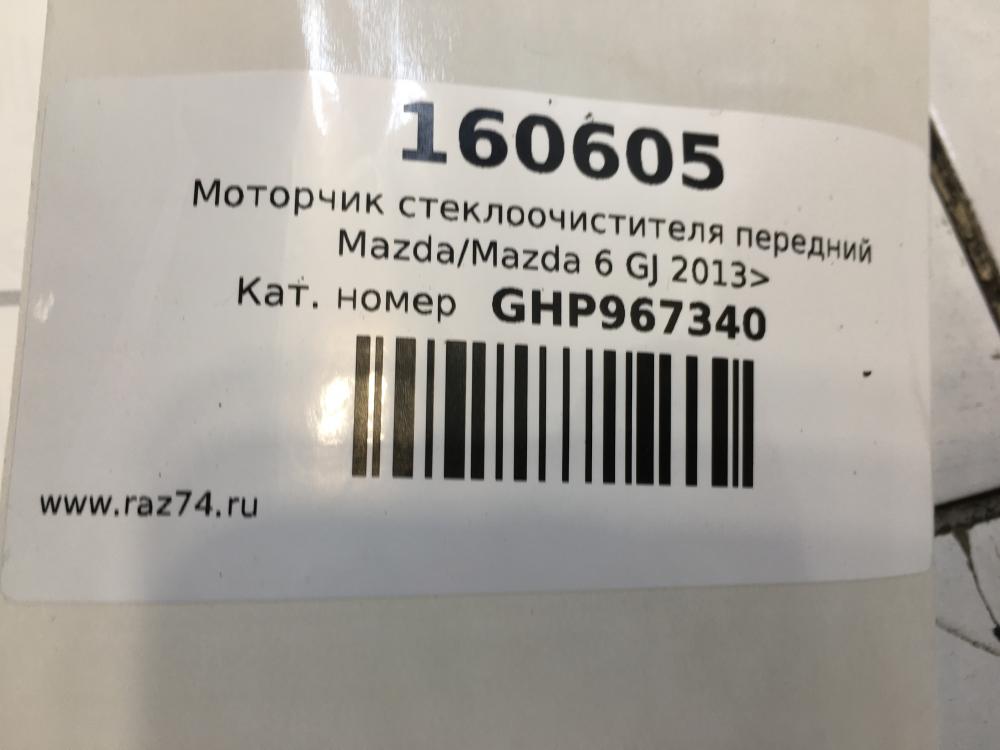 160605
Моторчик стеклоочистителя передний
Mazda/Mazda 6 GJ 2013>
Кат. номер GHP967340
www.raz74.ru